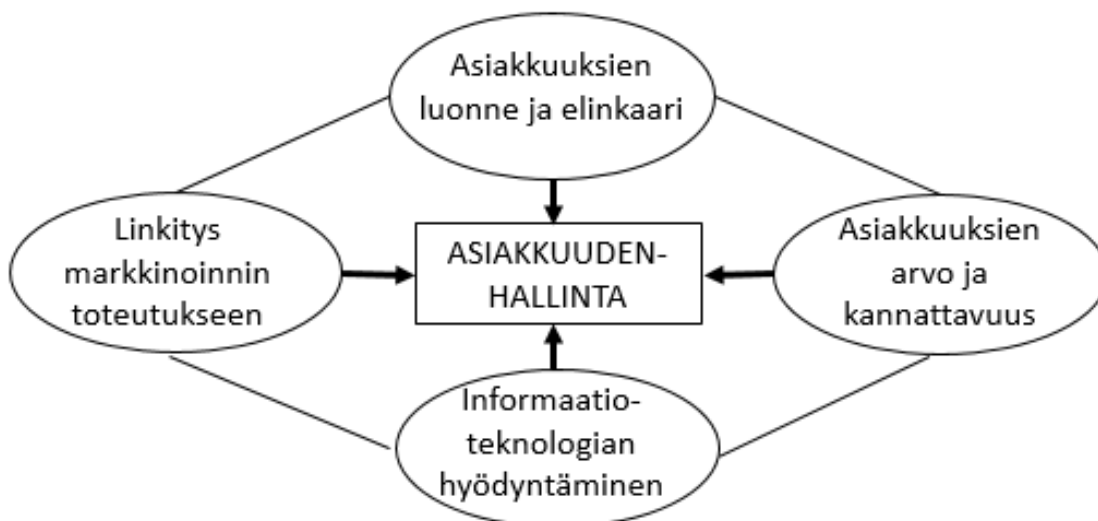 Asiakkuuksien
luonne ja elinkaari
Linkitys
markkinoinnin
toteutukseen
ASIAKKUUDEN-
HALLINTA
Asiakkuuksien
arvo ja
kannattavuus
Informaatio-
teknologian
hyödyntäminen